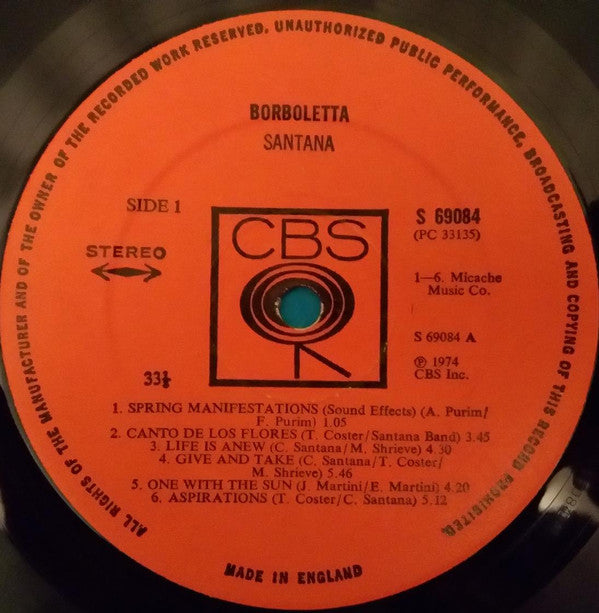 ALL RIGHTS OF THE MANUFACTURER AND OF THE OWNER OF THE RECORDED WORK RESERVED. UNAUTHORIZED PUBLIC PERFORMANCE, BROADCASTING AND COPYING OF THIS RECORD PROHIBITED.
BORBOLETTA
SANTANA
SIDE 1
S 69084
(PC 33135)
STEREO
CBS
1—6. Micache
Music Co.
S 69084 A
℗ 1974
CBS Inc.
33⅓
1. SPRING MANIFESTATIONS (Sound Effects) (A. Purim/
F. Purim) 1.05
2. CANTO DE LOS FLORES (T. Coster/Santana Band) 3.45
3. LIFE IS ANEW (C. Santana/M. Shrieve) 4.30
4. GIVE AND TAKE (C. Santana/T. Coster/
M. Shrieve) 5.46
5. ONE WITH THE SUN (J. Martini/E. Martini) 4.20
6. ASPIRATIONS (T. Coster/C. Santana) 5.12
MADE IN ENGLAND